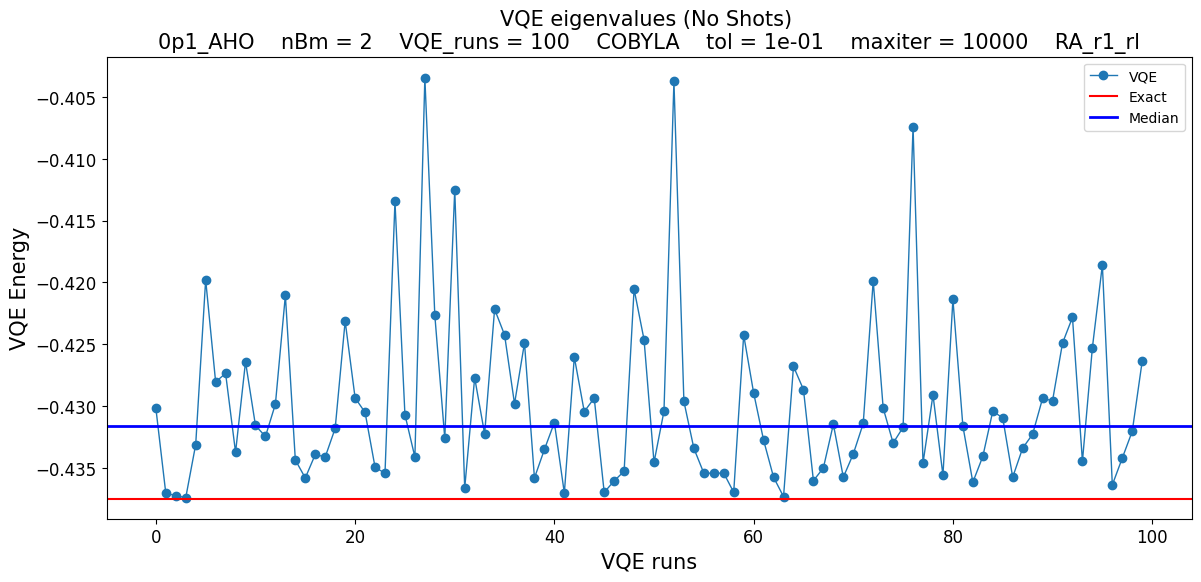 VQE eigenvalues (No Shots)
0p1_AHO    nBm = 2    VQE_runs = 100    COBYLA    tol = 1e-01    maxiter = 10000    RA_r1_rl
VQE
Exact
Median
VQE Energy
−0.405
−0.410
−0.415
−0.420
−0.425
−0.430
−0.435
0 20 40 60 80 100
VQE runs